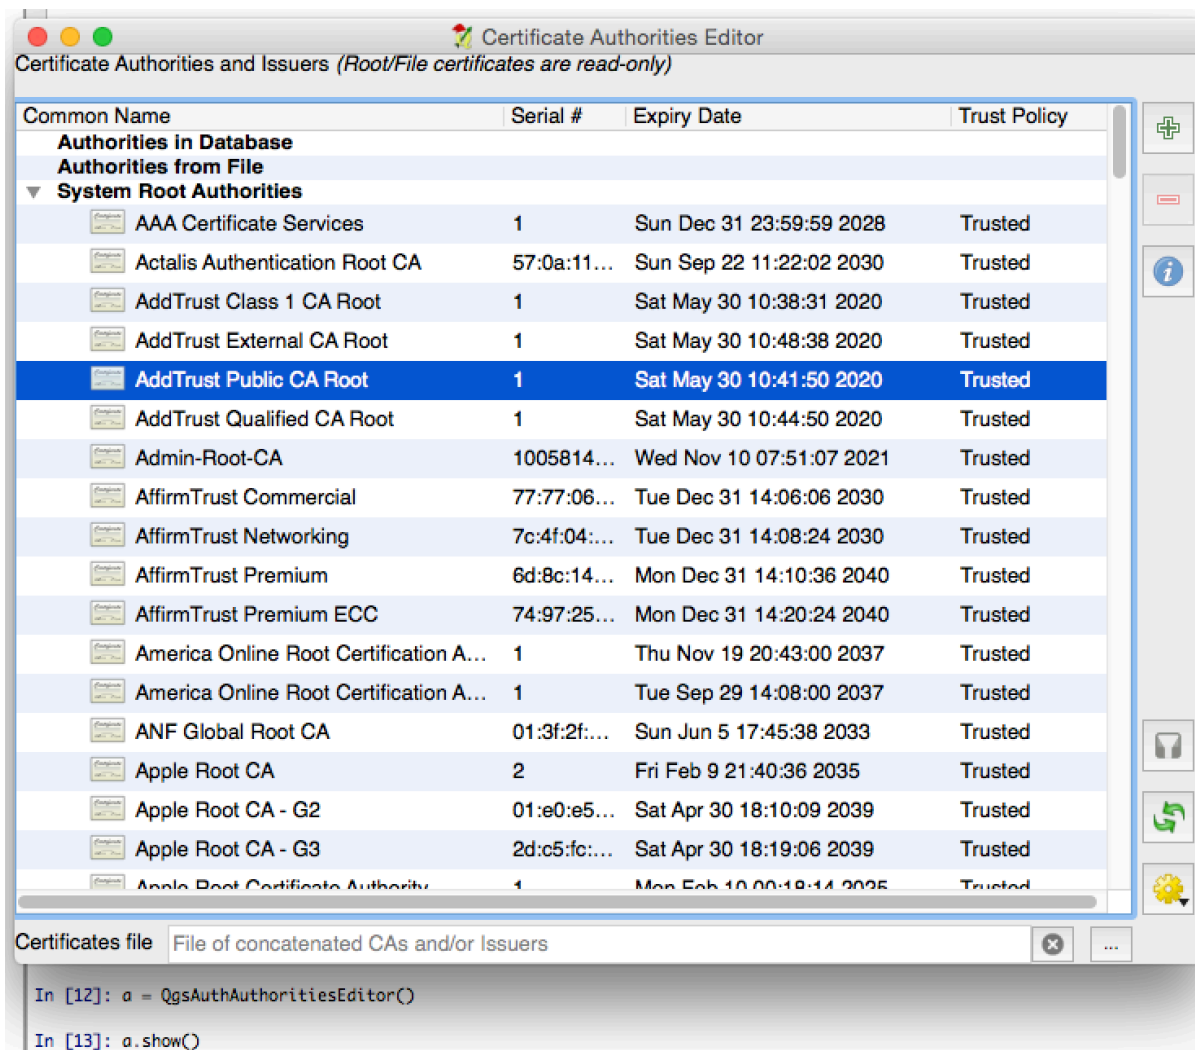 Certificate Authorities Editor
Certificate Authorities and Issuers (Root/File certificates are read-only)
Common Name Serial # Expiry Date Trust Policy
Authorities in Database
Authorities from File
System Root Authorities
AAA Certificate Services 1 Sun Dec 31 23:59:59 2028 Trusted
Actalis Authentication Root CA 57:0a:11... Sun Sep 22 11:22:02 2030 Trusted
AddTrust Class 1 CA Root 1 Sat May 30 10:38:31 2020 Trusted
AddTrust External CA Root 1 Sat May 30 10:48:38 2020 Trusted
AddTrust Public CA Root 1 Sat May 30 10:41:50 2020 Trusted
AddTrust Qualified CA Root 1 Sat May 30 10:44:50 2020 Trusted
Admin-Root-CA 1005814... Wed Nov 10 07:51:07 2021 Trusted
AffirmTrust Commercial 77:77:06... Tue Dec 31 14:06:06 2030 Trusted
AffirmTrust Networking 7c:4f:04:... Tue Dec 31 14:08:24 2030 Trusted
AffirmTrust Premium 6d:8c:14... Mon Dec 31 14:10:36 2040 Trusted
AffirmTrust Premium ECC 74:97:25... Mon Dec 31 14:20:24 2040 Trusted
America Online Root Certification A... 1 Thu Nov 19 20:43:00 2037 Trusted
America Online Root Certification A... 1 Tue Sep 29 14:08:00 2037 Trusted
ANF Global Root CA 01:3f:2f:... Sun Jun 5 17:45:38 2033 Trusted
Apple Root CA 2 Fri Feb 9 21:40:36 2035 Trusted
Apple Root CA - G2 01:e0:e5... Sat Apr 30 18:10:09 2039 Trusted
Apple Root CA - G3 2d:c5:fc:... Sat Apr 30 18:19:06 2039 Trusted
Apple Root Certificate Authority 1 Mon Feb 10 00:18:14 2025 Trusted
Certificates file File of concatenated CAs and/or Issuers ...
In [12]: a = QgsAuthAuthoritiesEditor()
In [13]: a.show()